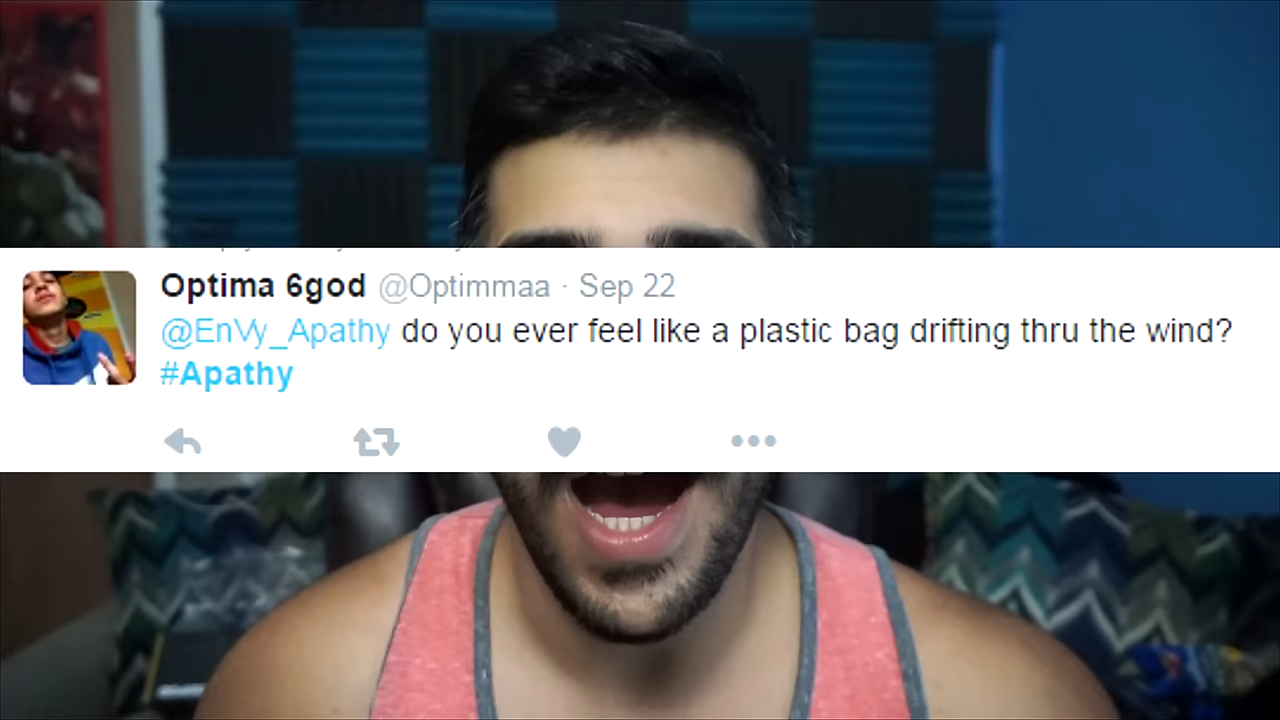 Optima 6god @Optimmaa · Sep 22
@EnVy_Apathy do you ever feel like a plastic bag drifting thru the wind?
#Apathy